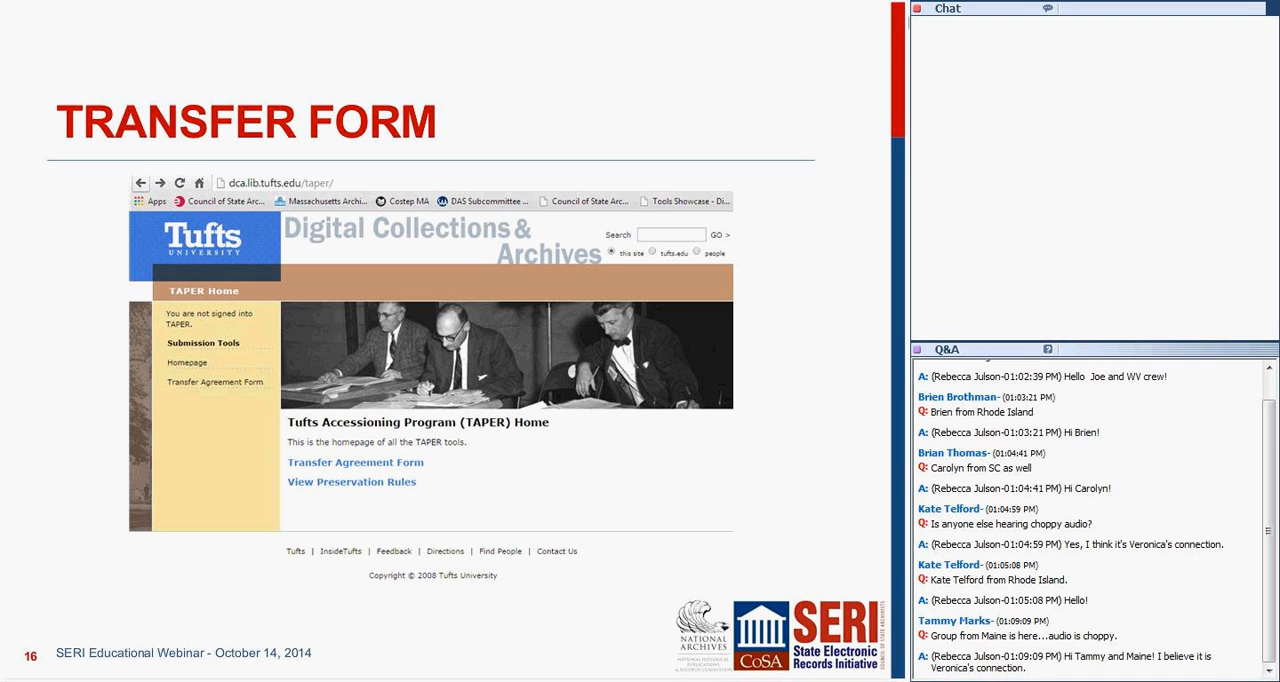 TRANSFER FORM
dca.lib.tufts.edu/taper/
Apps Council of State Arc... Massachusetts Archi... Costep MA DAS Subcommittee ... Council of State Arc... Tools Showcase - Di...
Tufts
UNIVERSITY
Digital Collections &
Archives
Search GO >
this site tufts.edu people
TAPER Home
You are not signed into
TAPER.
Submission Tools
Homepage
Transfer Agreement Form
Tufts Accessioning Program (TAPER) Home
This is the homepage of all the TAPER tools.
Transfer Agreement Form
View Preservation Rules
Tufts | InsideTufts | Feedback | Directions | Find People | Contact Us
Copyright © 2008 Tufts University
NATIONAL
ARCHIVES
NATIONAL HISTORICAL
PUBLICATIONS
& RECORDS COMMISSION
CoSA
SERI
State Electronic
Records Initiative
COUNCIL OF STATE ARCHIVISTS
16
SERI Educational Webinar - October 14, 2014
Chat
Q&A
A: (Rebecca Julson-01:02:39 PM) Hello  Joe and WV crew!
Brien Brothman- (01:03:21 PM)
Q: Brien from Rhode Island
A: (Rebecca Julson-01:03:21 PM) Hi Brien!
Brian Thomas- (01:04:41 PM)
Q: Carolyn from SC as well
A: (Rebecca Julson-01:04:41 PM) Hi Carolyn!
Kate Telford- (01:04:59 PM)
Q: Is anyone else hearing choppy audio?
A: (Rebecca Julson-01:04:59 PM) Yes, I think it's Veronica's connection.
Kate Telford- (01:05:08 PM)
Q: Kate Telford from Rhode Island.
A: (Rebecca Julson-01:05:08 PM) Hello!
Tammy Marks- (01:09:09 PM)
Q: Group from Maine is here...audio is choppy.
A: (Rebecca Julson-01:09:09 PM) Hi Tammy and Maine! I believe it is
Veronica's connection.